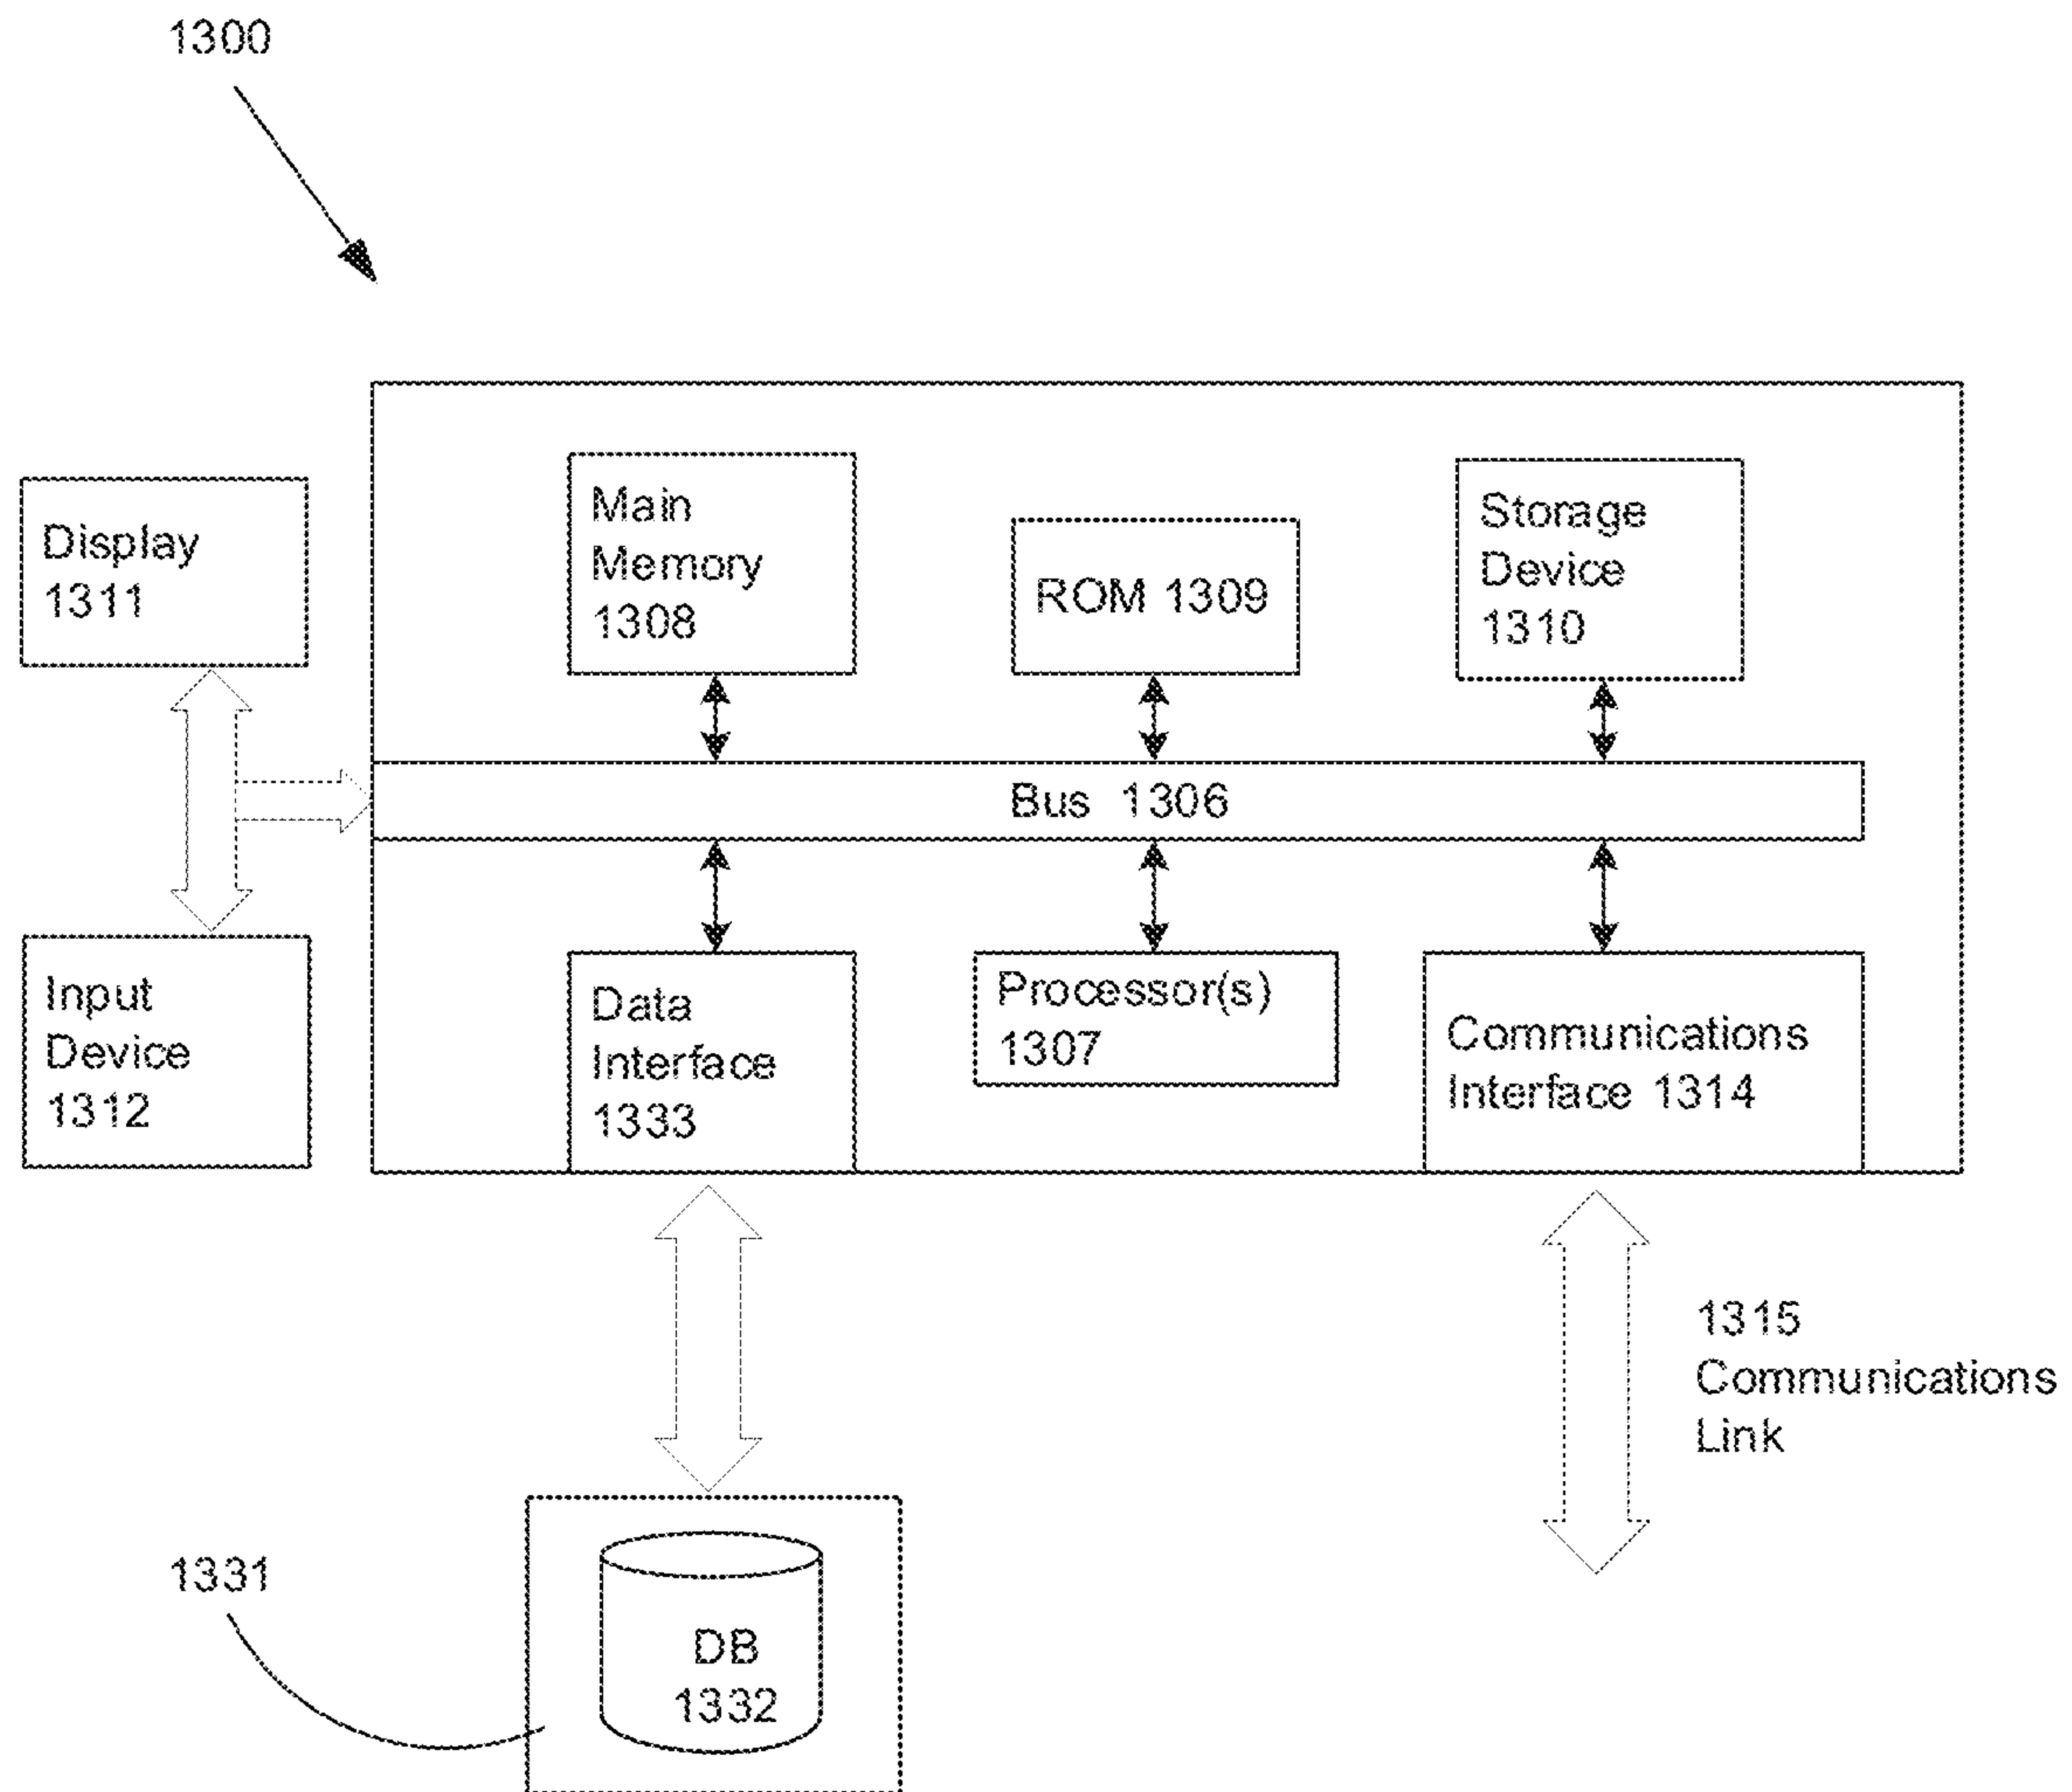 1300
Display
1311
Main
Memory
1308
ROM 1309
Storage
Device
1310
Bus 1306
Input
Device
1312
Data
Interface
1333
Processor(s)
1307
Communications
Interface 1314
1315
Communications
Link
1331
DB
1332